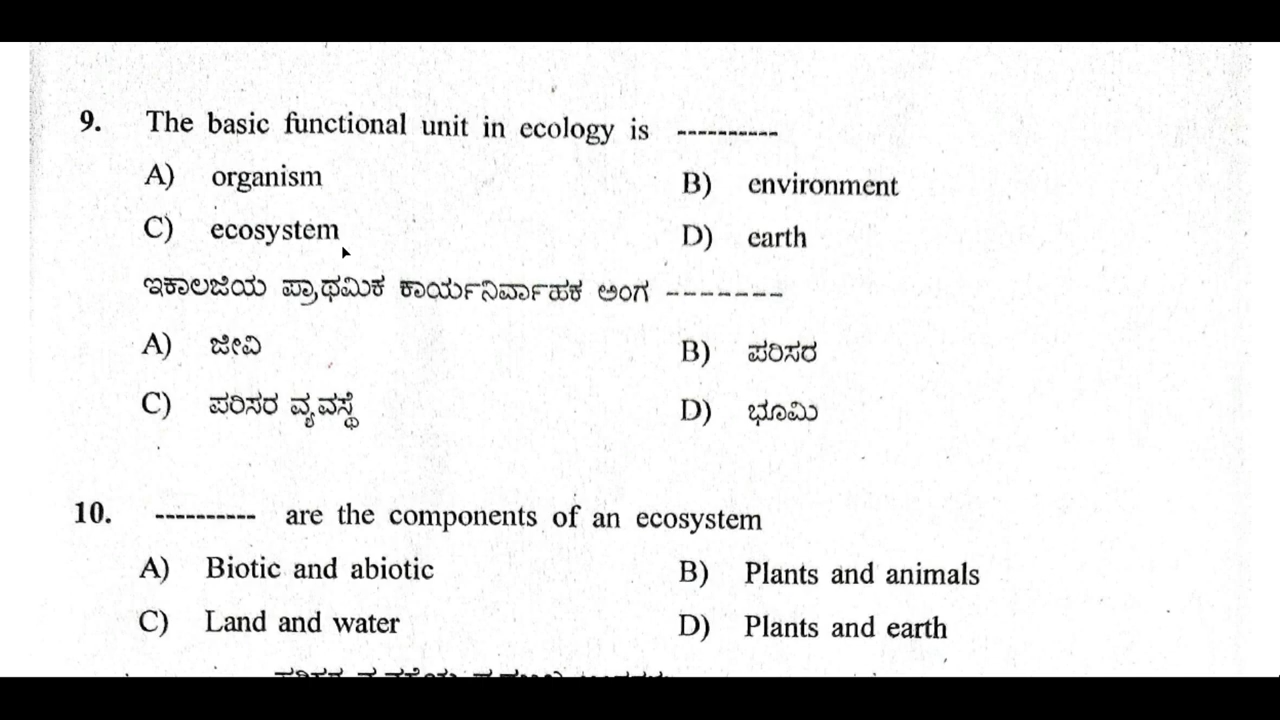 9. The basic functional unit in ecology is ----------
A) organism B) environment
C) ecosystem D) earth
ಇಕಾಲಜಿಯ ಪ್ರಾಥಮಿಕ ಕಾರ್ಯನಿರ್ವಾಹಕ ಅಂಗ -------
A) ಜೀವಿ B) ಪರಿಸರ
C) ಪರಿಸರ ವ್ಯವಸ್ಥೆ D) ಭೂಮಿ
10. ---------- are the components of an ecosystem
A) Biotic and abiotic B) Plants and animals
C) Land and water D) Plants and earth